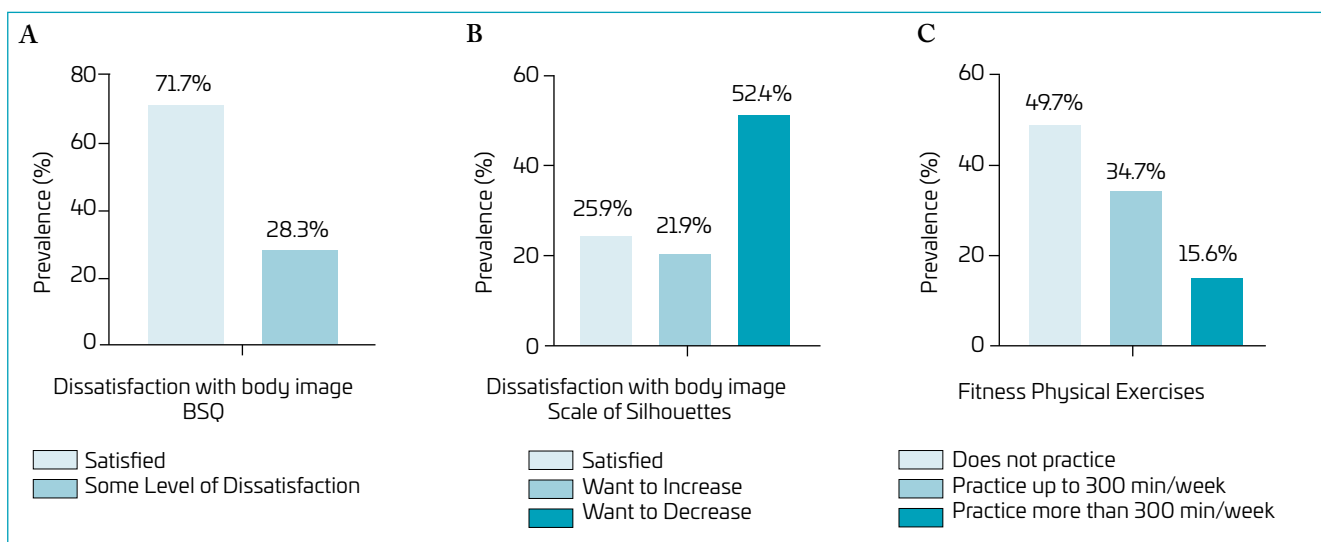 A
Prevalence (%)
80
60
40
20
0
71.7%
28.3%
Dissatisfaction with body image
BSQ
Satisfied
Some Level of Dissatisfaction
B
Prevalence (%)
60
40
20
0
25.9%
21.9%
52.4%
Dissatisfaction with body image
Scale of Silhouettes
Satisfied
Want to Increase
Want to Decrease
C
Prevalence (%)
60
40
20
0
49.7%
34.7%
15.6%
Fitness Physical Exercises
Does not practice
Practice up to 300 min/week
Practice more than 300 min/week